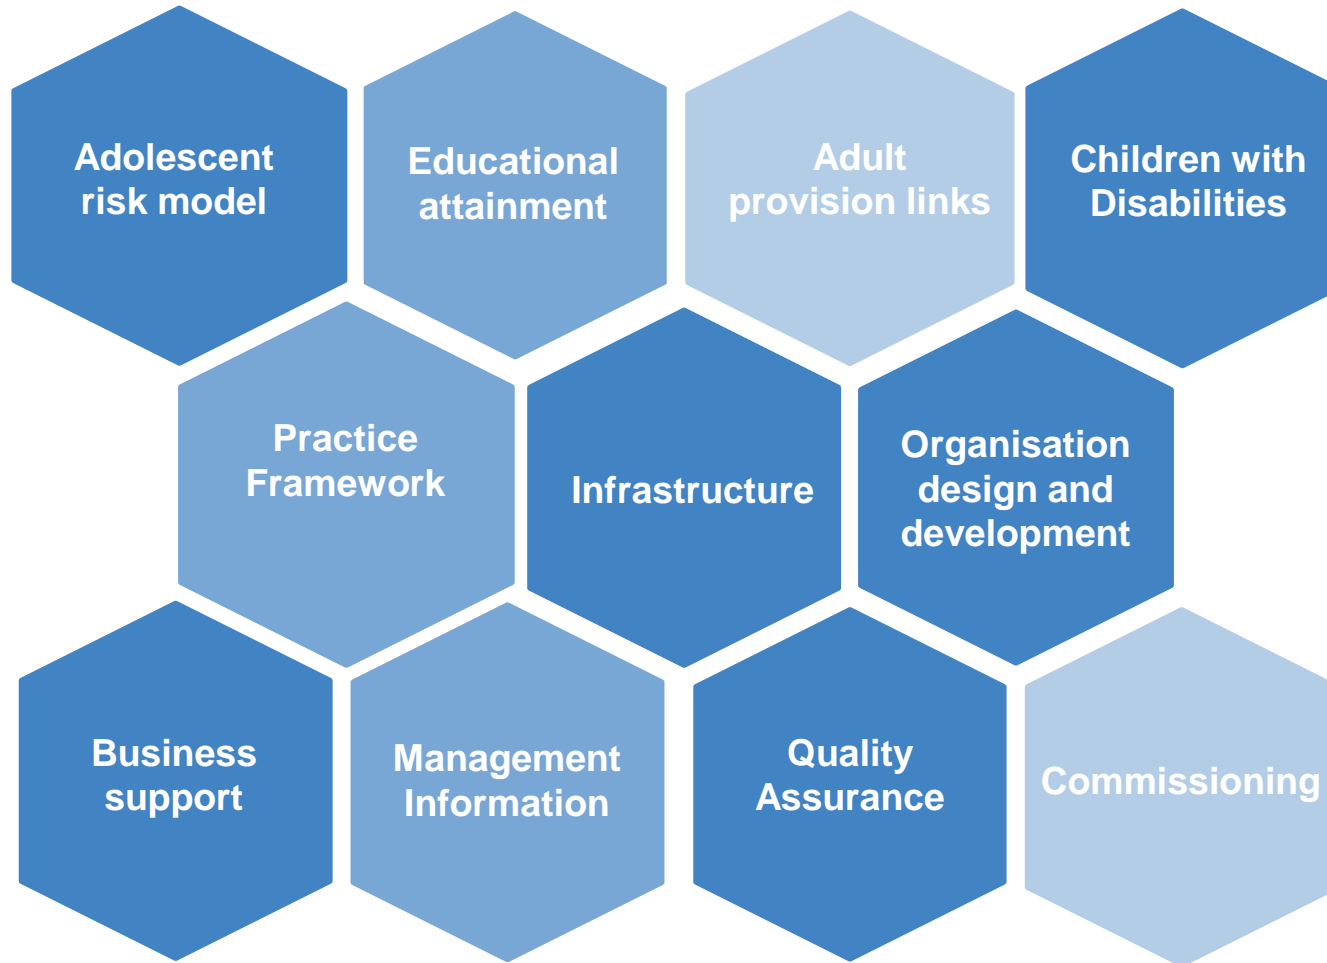 Adolescent
risk model
Educational
attainment
Adult
provision links
Children with
Disabilities
Practice
Framework
Infrastructure
Organisation
design and
development
Business
support
Management
Information
Quality
Assurance
Commissioning